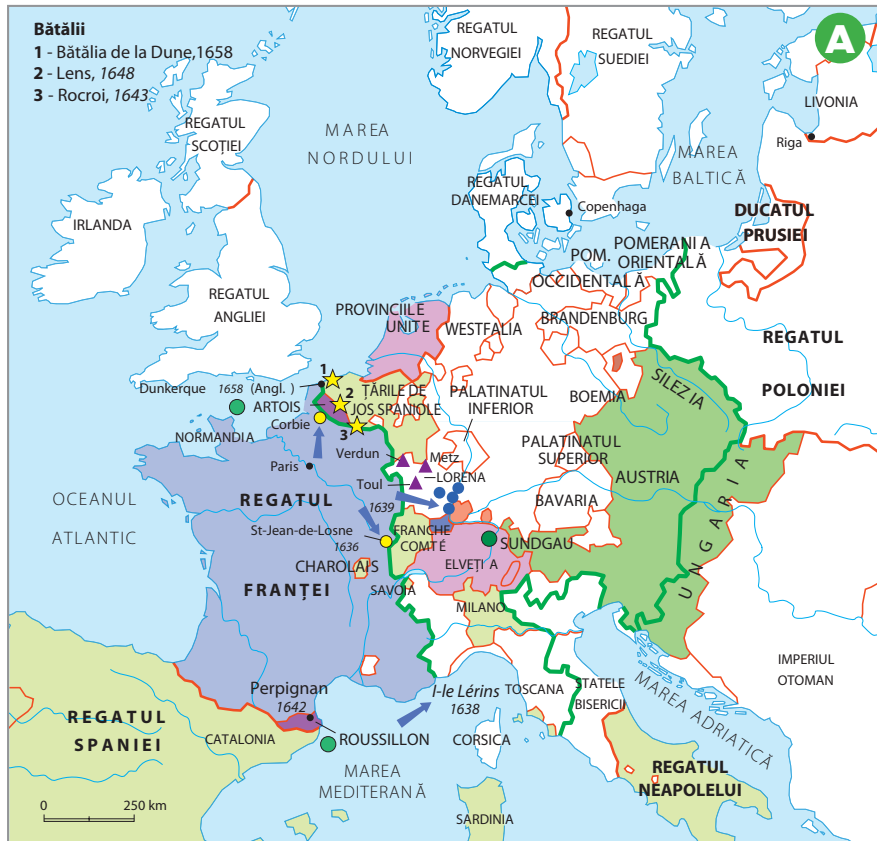 Bătălii
1 - Bătălia de la Dune,1658
2 - Lens, 1648
3 - Rocroi, 1643
A
REGATUL
NORVEGIEI
REGATUL
SUEDIEI
LIVONIA
Riga
REGATUL
SCOȚIEI
MAREA
NORDULUI
MAREA
BALTICĂ
IRLANDA
REGATUL
DANEMARCEI
Copenhaga
DUCATUL
PRUSIEI
POM.
OCCIDENTALĂ
POMERANIA
ORIENTALĂ
REGATUL
ANGLIEI
PROVINCIILE
UNITE
WESTFALIA
BRANDENBURG
REGATUL
POLONIEI
1
Dunkerque 1658 (Angl. )
2
ARTOIS
ȚĂRILE DE
JOS SPANIOLE
Corbie
3
NORMANDIA
PALATINATUL
INFERIOR
BOEMIA
SILEZIA
Verdun
Metz
LORENA
Toul
PALATINATUL
SUPERIOR
AUSTRIA
UNGARIA
Paris
OCEANUL
ATLANTIC
REGATUL
FRANȚEI
1639
BAVARIA
St-Jean-de-Losne
1636
FRANCHE
COMTÉ
SUNDGAU
ELVEȚIA
CHAROLAIS
SAVOIA
MILANO
Perpignan
1642
I-le Lérins
1638
TOSCANA
STATELE
BISERICII
IMPERIUL
OTOMAN
REGATUL
SPANIEI
CATALONIA
ROUSSILLON
CORSICA
MAREA ADRIATICĂ
MAREA
MEDITERANĂ
REGATUL
NEAPOLELUI
SARDINIA
0 250 km